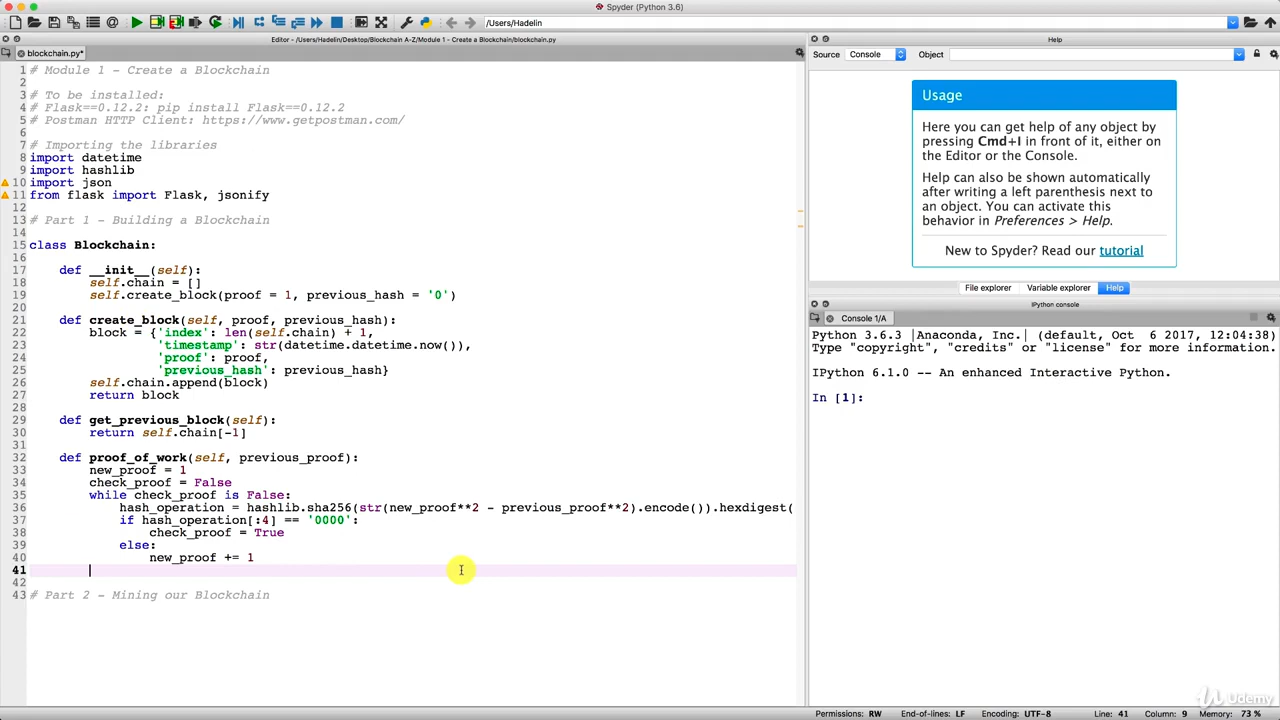 Spyder (Python 3.6)
/Users/Hadelin
Editor - /Users/Hadelin/Desktop/Blockchain A-Z/Module 1 - Create a Blockchain/blockchain.py
blockchain.py*
1 # Module 1 - Create a Blockchain
2
3 # To be installed:
4 # Flask==0.12.2: pip install Flask==0.12.2
5 # Postman HTTP Client: https://www.getpostman.com/
6
7 # Importing the libraries
8 import datetime
9 import hashlib
10 import json
11 from flask import Flask, jsonify
12
13 # Part 1 - Building a Blockchain
14
15 class Blockchain:
16
17     def __init__(self):
18         self.chain = []
19         self.create_block(proof = 1, previous_hash = '0')
20
21     def create_block(self, proof, previous_hash):
22         block = {'index': len(self.chain) + 1,
23                  'timestamp': str(datetime.datetime.now()),
24                  'proof': proof,
25                  'previous_hash': previous_hash}
26         self.chain.append(block)
27         return block
28
29     def get_previous_block(self):
30         return self.chain[-1]
31
32     def proof_of_work(self, previous_proof):
33         new_proof = 1
34         check_proof = False
35         while check_proof is False:
36             hash_operation = hashlib.sha256(str(new_proof**2 - previous_proof**2).encode()).hexdigest(
37             if hash_operation[:4] == '0000':
38                 check_proof = True
39             else:
40                 new_proof += 1
41
42
43 # Part 2 - Mining our Blockchain
Help
Source Console Object
Usage
Here you can get help of any object by
pressing Cmd+I in front of it, either on
the Editor or the Console.
Help can also be shown automatically
after writing a left parenthesis next to
an object. You can activate this
behavior in Preferences > Help.
New to Spyder? Read our tutorial
File explorer Variable explorer Help
IPython console
Console 1/A
Python 3.6.3 |Anaconda, Inc.| (default, Oct  6 2017, 12:04:38)
Type "copyright", "credits" or "license" for more information.
IPython 6.1.0 -- An enhanced Interactive Python.
In [1]:
Udemy
Permissions: RW End-of-lines: LF Encoding: UTF-8 Line: 41 Column: 9 Memory: 73 %